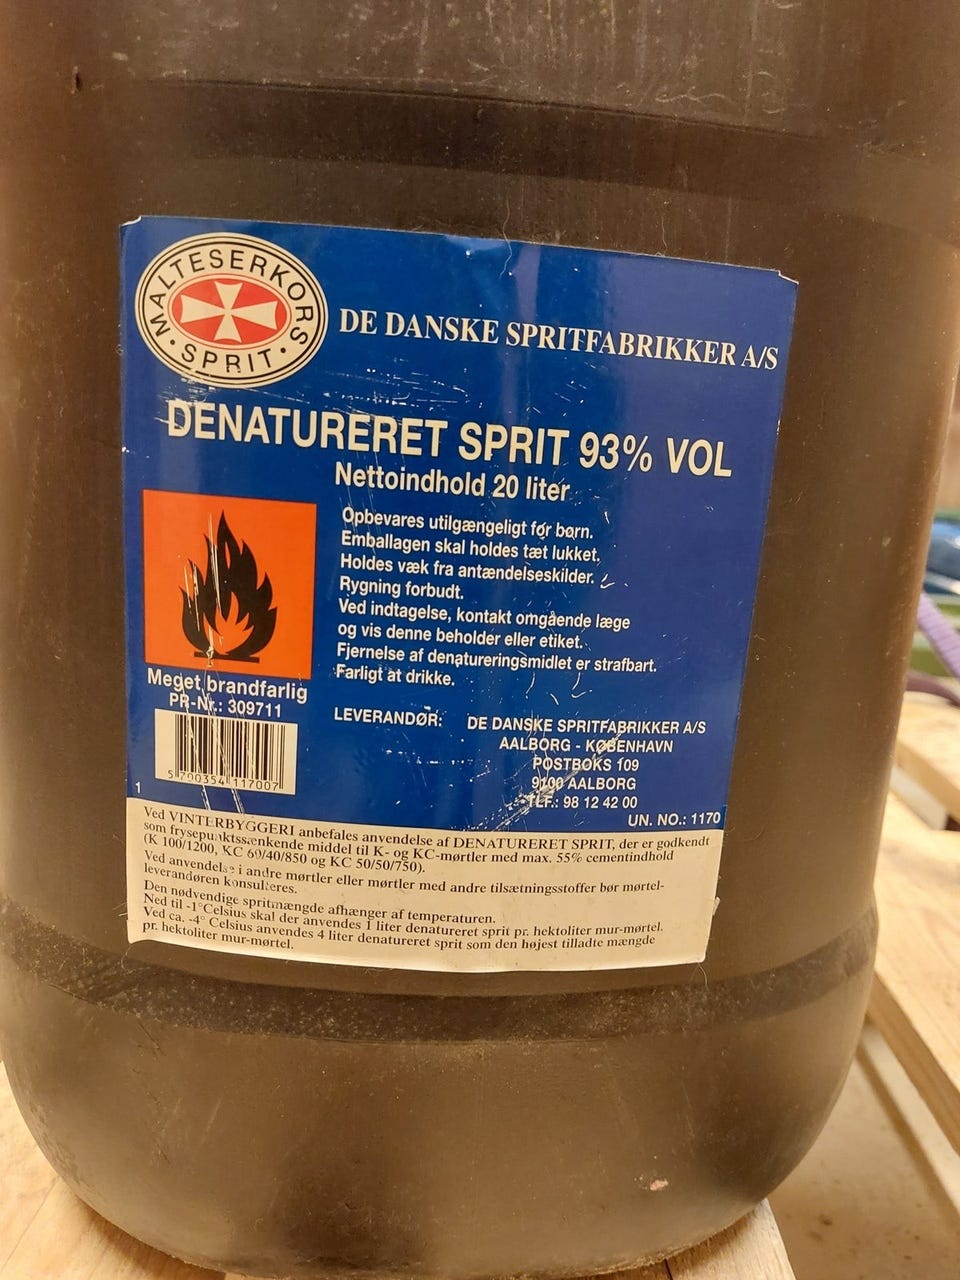 MALTESERKORS
• SPRIT •
DE DANSKE SPRITFABRIKKER A/S
DENATURERET SPRIT 93% VOL
Nettoindhold 20 liter
Opbevares utilgængeligt for børn.
Emballagen skal holdes tæt lukket.
Holdes væk fra antændelseskilder.
Rygning forbudt.
Ved indtagelse, kontakt omgående læge
og vis denne beholder eller etiket.
Fjernelse af denatureringsmidlet er strafbart.
Farligt at drikke.
Meget brandfarlig
PR-Nr.: 309711
5 700354 117007
1
LEVERANDØR: DE DANSKE SPRITFABRIKKER A/S
AALBORG - KØBENHAVN
POSTBOKS 109
9100 AALBORG
TLF.: 98 12 42 00
UN. NO.: 1170
Ved VINTERBYGGERI anbefales anvendelse af DENATURERET SPRIT, der er godkendt
som frysepunktssænkende middel til K- og KC-mørtler med max. 55% cementindhold
(K 100/1200, KC 60/40/850 og KC 50/50/750).
Ved anvendelse i andre mørtler eller mørtler med andre tilsætningsstoffer bør mørtel-
leverandøren konsulteres.
Den nødvendige spritmængde afhænger af temperaturen.
Ned til -1° Celsius skal der anvendes 1 liter denatureret sprit pr. hektoliter mur-mørtel.
Ved ca. -4° Celsius anvendes 4 liter denatureret sprit som den højest tilladte mængde
pr. hektoliter mur-mørtel.